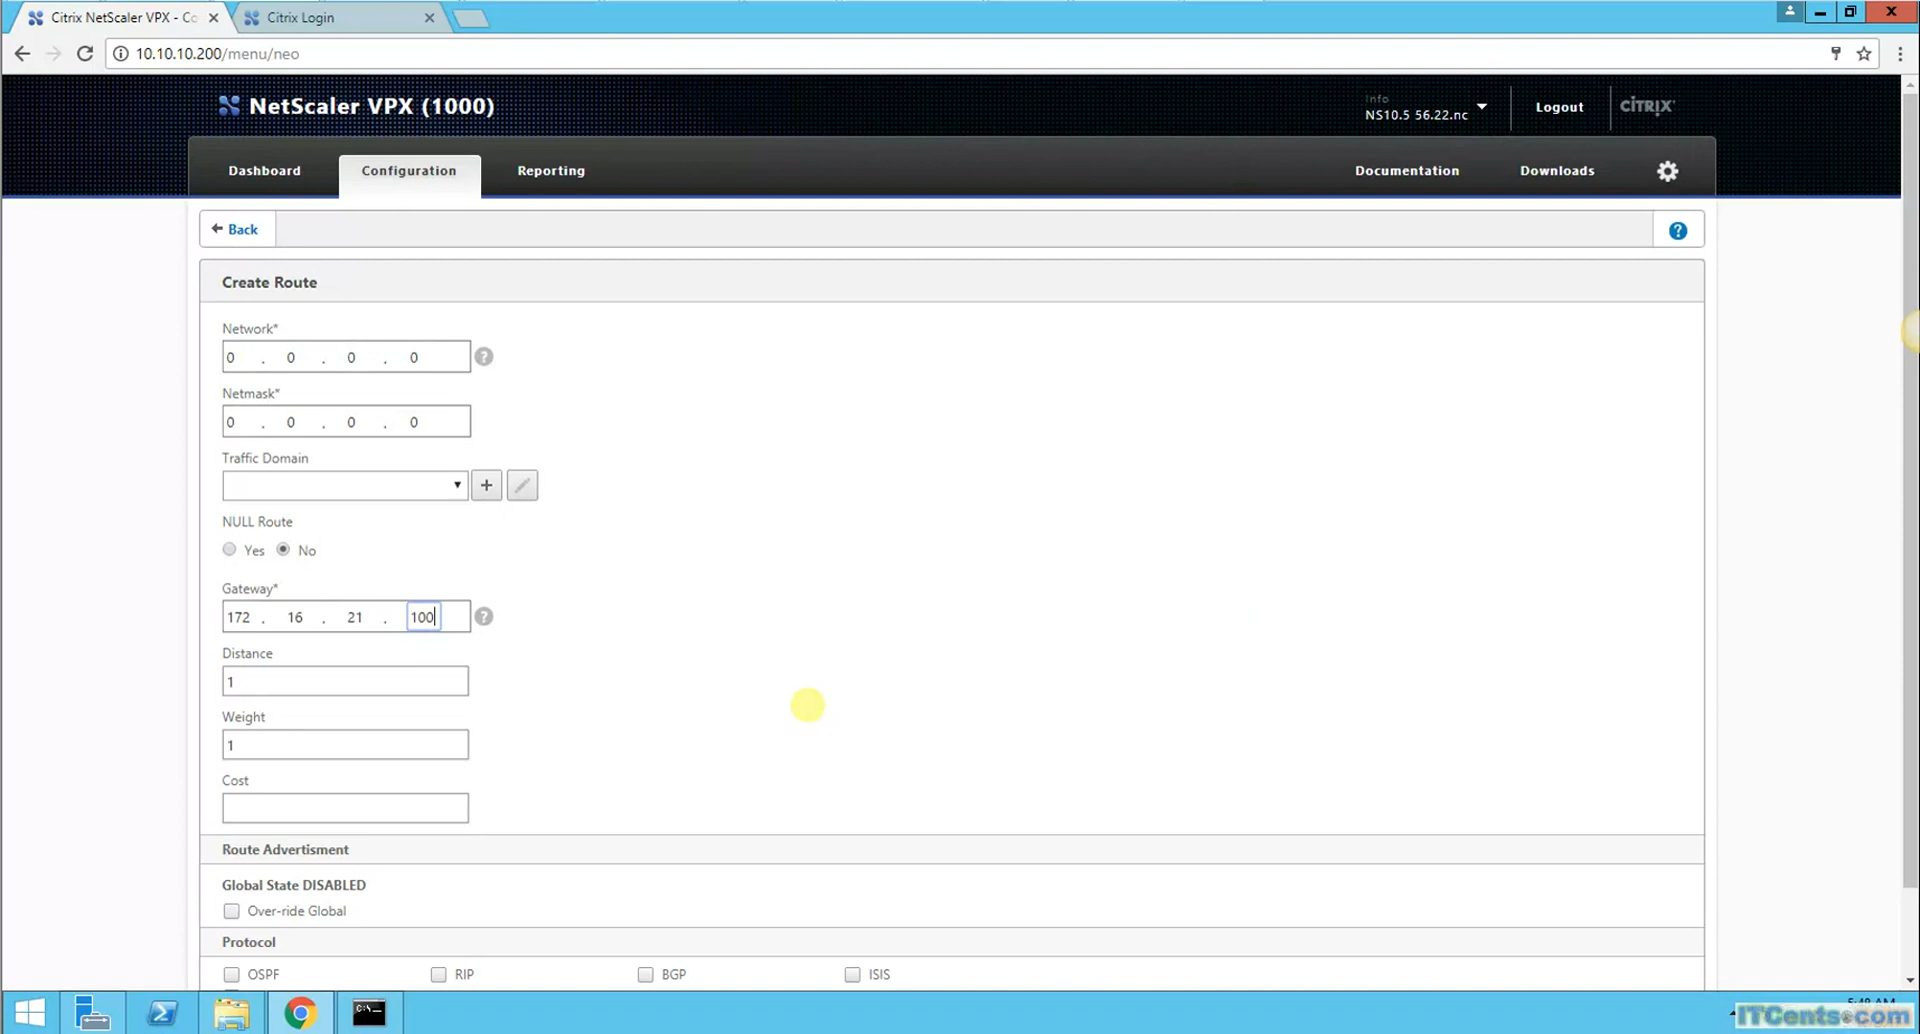 Citrix NetScaler VPX - Co
Citrix Login
10.10.10.200/menu/neo
NetScaler VPX (1000)
Info
NS10.5 56.22.nc
Logout
CITRIX
Dashboard
Configuration
Reporting
Documentation
Downloads
Back
?
Create Route
Network*
0 . 0 . 0 . 0
?
Netmask*
0 . 0 . 0 . 0
Traffic Domain
+
NULL Route
Yes No
Gateway*
172 . 16 . 21 . 100
?
Distance
1
Weight
1
Cost
Route Advertisment
Global State DISABLED
Over-ride Global
Protocol
OSPF RIP BGP ISIS
C:\_
5:48 AM
ITCents.com